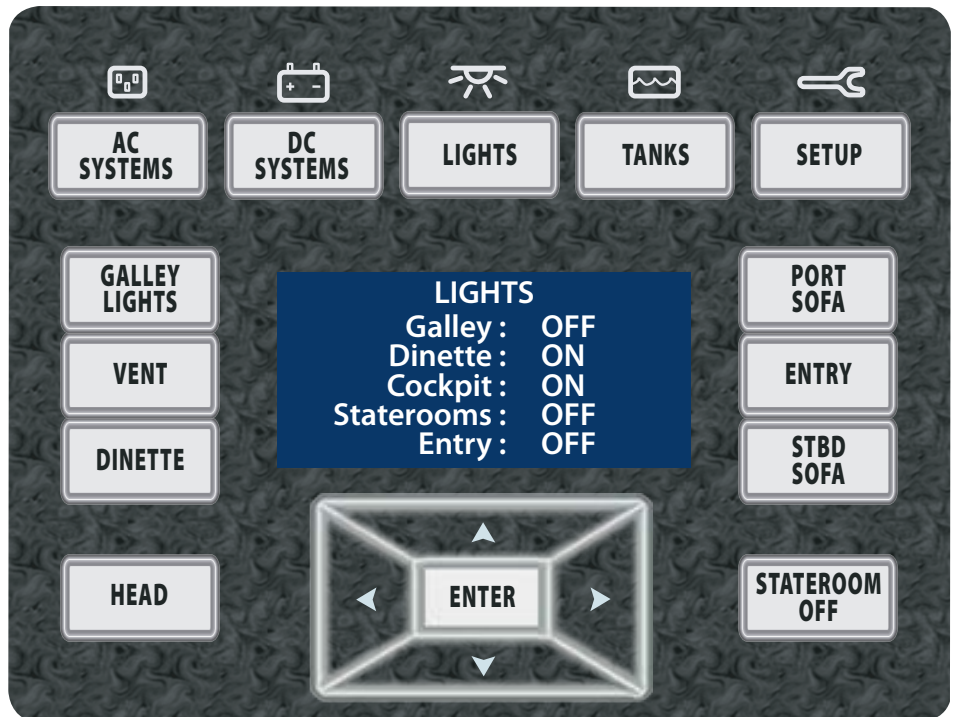 AC
SYSTEMS
DC
SYSTEMS
LIGHTS
TANKS
SETUP
GALLEY
LIGHTS
VENT
DINETTE
HEAD
LIGHTS
Galley : OFF
Dinette : ON
Cockpit : ON
Staterooms : OFF
Entry : OFF
ENTER
PORT
SOFA
ENTRY
STBD
SOFA
STATEROOM
OFF